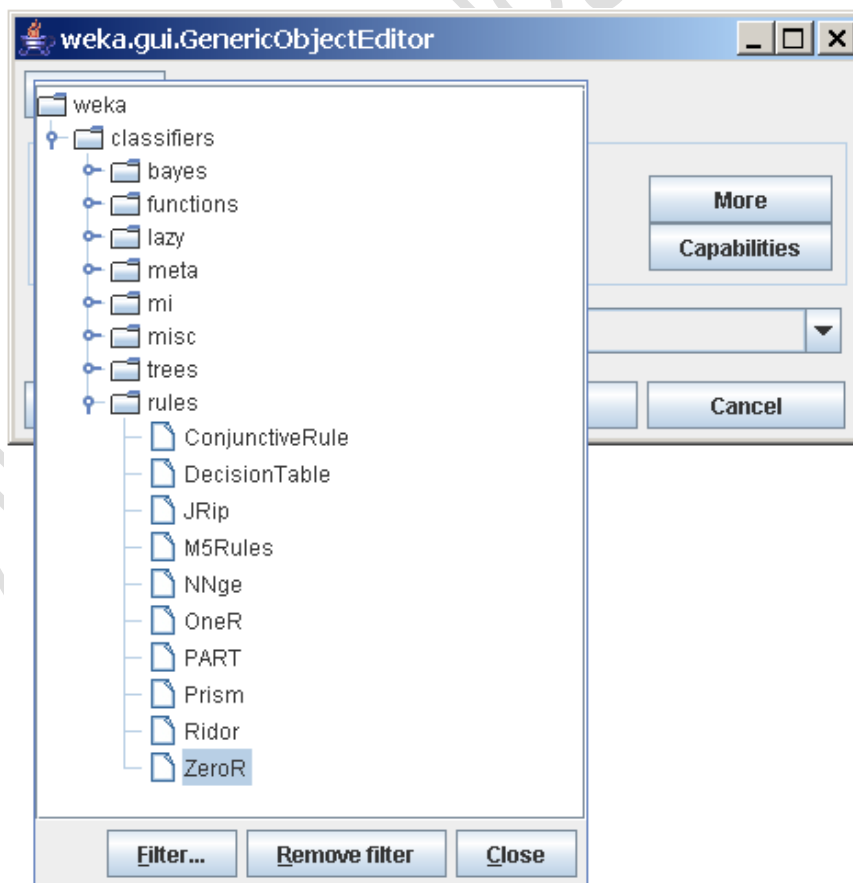 weka.gui.GenericObjectEditor
weka
classifiers
bayes
functions
lazy
meta
mi
misc
trees
rules
ConjunctiveRule
DecisionTable
JRip
M5Rules
NNge
OneR
PART
Prism
Ridor
ZeroR
More
Capabilities
Cancel
Filter... Remove filter Close